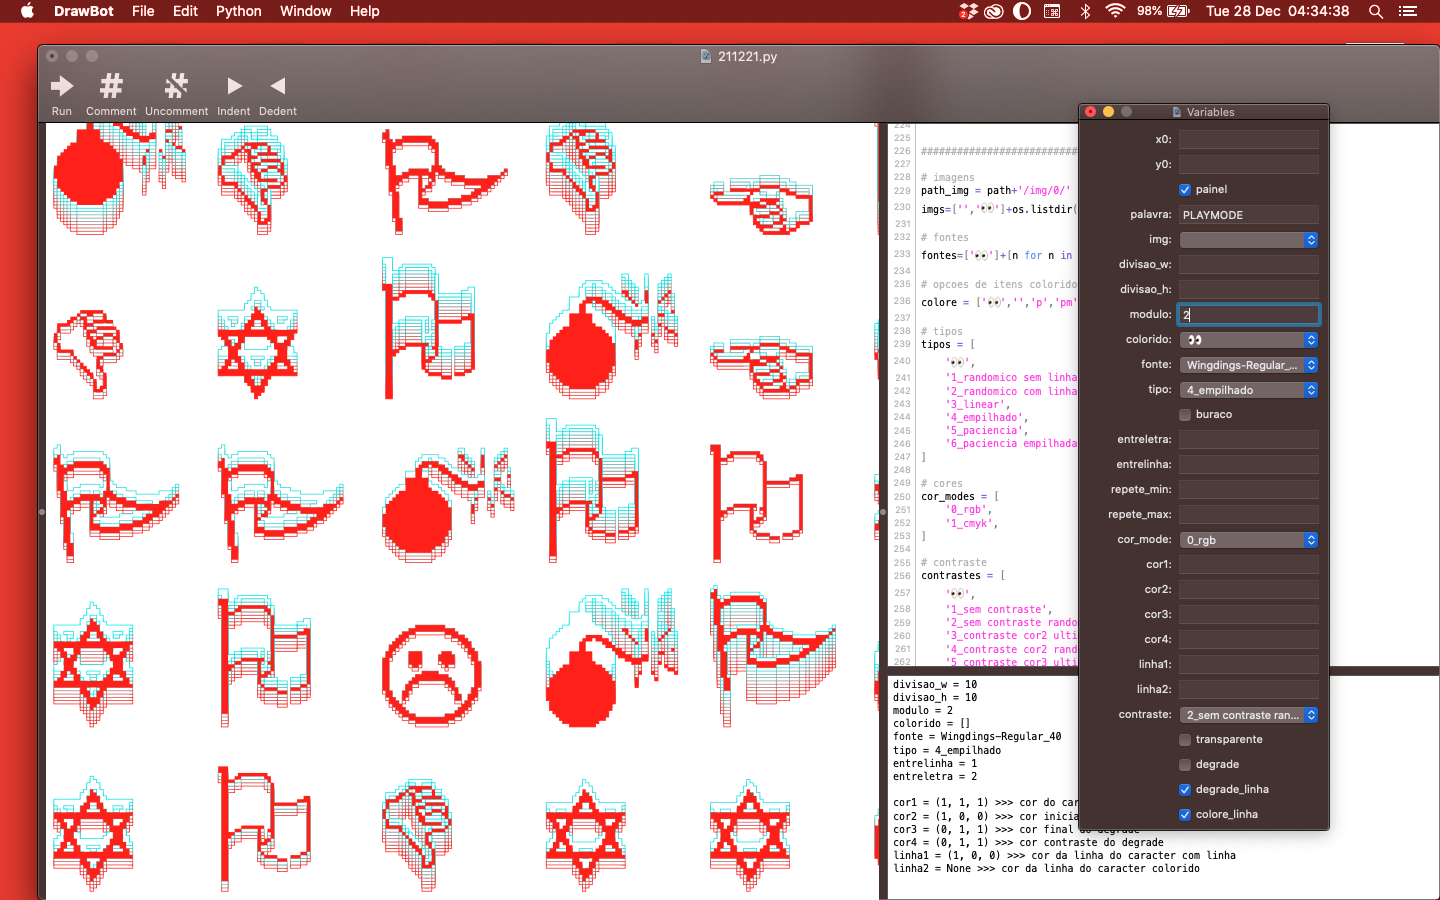 DrawBot File Edit Python Window Help
2 98% Tue 28 Dec 04:34:38
211221.py
Run Comment Uncomment Indent Dedent
224
225
226 ##########################
227
228 # imagens
229 path_img = path+'/img/0/'
230 imgs=['','👀']+os.listdir(
231
232 # fontes
233 fontes=['👀']+[n for n in
234
235 # opcoes de itens colorido
236 colore = ['👀','','p','pm'
237
238 # tipos
239 tipos = [
240 '👀',
241 '1_randomico sem linha
242 '2_randomico com linha
243 '3_linear',
244 '4_empilhado',
245 '5_paciencia',
246 '6_paciencia empilhada
247 ]
248
249 # cores
250 cor_modes = [
251 '0_rgb',
252 '1_cmyk',
253 ]
254
255 # contraste
256 contrastes = [
257 '👀',
258 '1_sem contraste',
259 '2_sem contraste rando
260 '3_contraste cor2 ulti
261 '4_contraste cor2 rand
262 '5_contraste cor3 ulti
divisao_w = 10
divisao_h = 10
modulo = 2
colorido = []
fonte = Wingdings-Regular_40
tipo = 4_empilhado
entrelinha = 1
entreletra = 2
cor1 = (1, 1, 1) >>> cor do car
cor2 = (1, 0, 0) >>> cor inicia
cor3 = (0, 1, 1) >>> cor final do degrade
cor4 = (0, 1, 1) >>> cor contraste do degrade
linha1 = (1, 0, 0) >>> cor da linha do caracter com linha
linha2 = None >>> cor da linha do caracter colorido
Variables
x0:
y0:
painel
palavra: PLAYMODE
img:
divisao_w:
divisao_h:
modulo: 2
colorido: 👀
fonte: Wingdings-Regular_...
tipo: 4_empilhado
buraco
entreletra:
entrelinha:
repete_min:
repete_max:
cor_mode: 0_rgb
cor1:
cor2:
cor3:
cor4:
linha1:
linha2:
contraste: 2_sem contraste ran...
transparente
degrade
degrade_linha
colore_linha